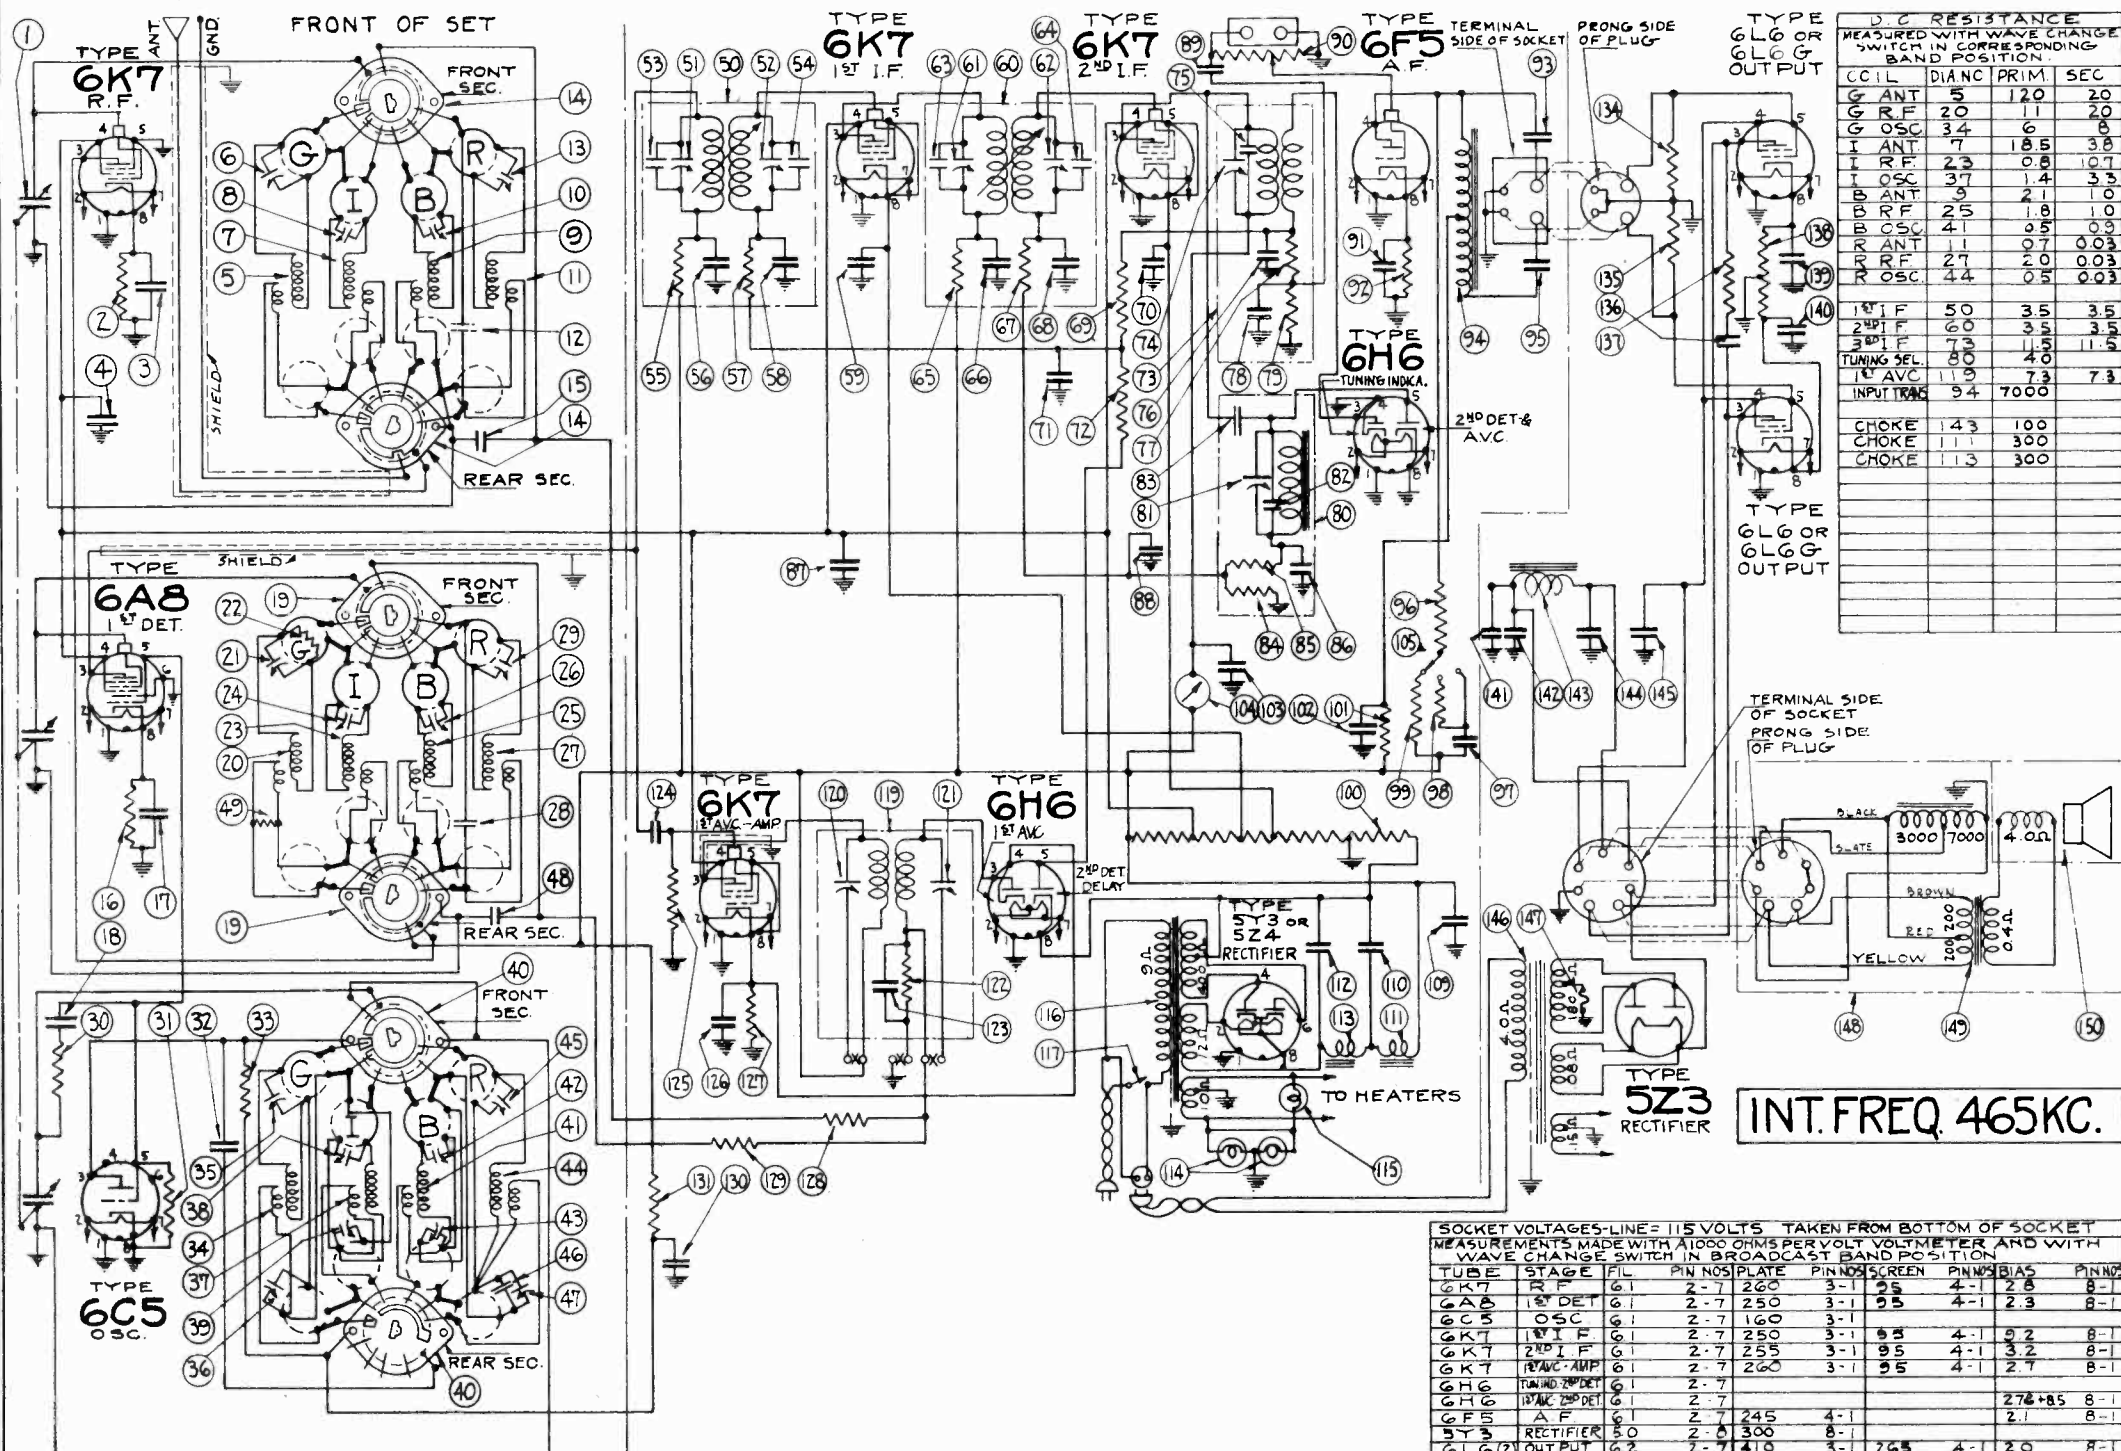 FRONT OF SET
ANT
GND.
TYPE
6K7
R.F.
FRONT
SEC.
REAR SEC.
SHIELD
TYPE
6K7
1ST I.F.
TYPE
6K7
2ND I.F.
TYPE
6F5
A.F.
TERMINAL
SIDE OF SOCKET
PRONG SIDE
OF PLUG
TYPE
6L6 OR
6L6G
OUTPUT
TYPE
6H6
TUNING INDICA.
2ND DET &
A.V.C.
TYPE
6L6 OR
6L6G
OUTPUT
D.C RESISTANCE
MEASURED WITH WAVE CHANGE
SWITCH IN CORRESPONDING
BAND POSITION.
COIL DIA.NO PRIM. SEC
G ANT 5 120 20
G R.F 20 11 20
G OSC 34 6 8
I ANT 7 18.5 3.8
I R.F. 23 0.8 10.7
I OSC 37 1.4 3.3
B ANT 9 2.1 1.0
B R.F 25 1.8 1.0
B OSC 41 0.5 0.9
R ANT 11 0.7 0.03
R R.F. 27 2.0 0.03
R OSC 44 0.5 0.03
1ST I F 50 3.5 3.5
2ND I F. 60 3.5 3.5
3RD I F 73 11.5 11.5
TUNING SEL. 80 40
1ST AVC 119 7.3 7.3
INPUT TRANS 94 7000
CHOKE 143 100
CHOKE 111 300
CHOKE 113 300
SHIELD
TYPE
6A8
1ST DET.
FRONT
SEC.
REAR SEC.
TYPE
6C5
OSC.
FRONT
SEC.
REAR SEC.
TYPE
6K7
1ST AVC.-AMP
TYPE
6H6
1ST AVC
2ND DET
DELAY
TYPE
5Y3 OR
5Z4
RECTIFIER
TO HEATERS
TERMINAL SIDE
OF SOCKET
PRONG SIDE
OF PLUG
BLACK
SLATE
BROWN
RED
YELLOW
3000 7000
4.0Ω
200 200
0.4Ω
TYPE
5Z3
RECTIFIER
INT. FREQ. 465KC.
SOCKET VOLTAGES-LINE=115 VOLTS TAKEN FROM BOTTOM OF SOCKET
MEASUREMENTS MADE WITH A 1000 OHMS PER VOLT VOLTMETER AND WITH
WAVE CHANGE SWITCH IN BROADCAST BAND POSITION
TUBE STAGE FIL. PIN NOS PLATE PIN NOS SCREEN PIN NOS BIAS PIN NOS
6K7 R F 6.1 2-7 260 3-1 95 4-1 2.8 8-1
6A8 1ST DET 6.1 2-7 250 3-1 95 4-1 2.3 8-1
6C5 OSC 6.1 2-7 160 3-1
6K7 1ST I F 6.1 2-7 250 3-1 95 4-1 9.2 8-1
6K7 2ND I F 6.1 2-7 255 3-1 95 4-1 3.2 8-1
6K7 1ST AVC-AMP 6.1 2-7 260 3-1 95 4-1 2.7 8-1
6H6 TUN IND-2ND DET 6.1 2-7
6H6 1ST AVC-2ND DET 6.1 2-7 8-1
6F5 A F. 6.1 2-7 245 4-1 2.1 8-1
5Y3 RECTIFIER 5.0 2-8 300 8-1
6L6(2) OUTPUT 6.2 2-7 410 3-1 265 4-1 20 8-1